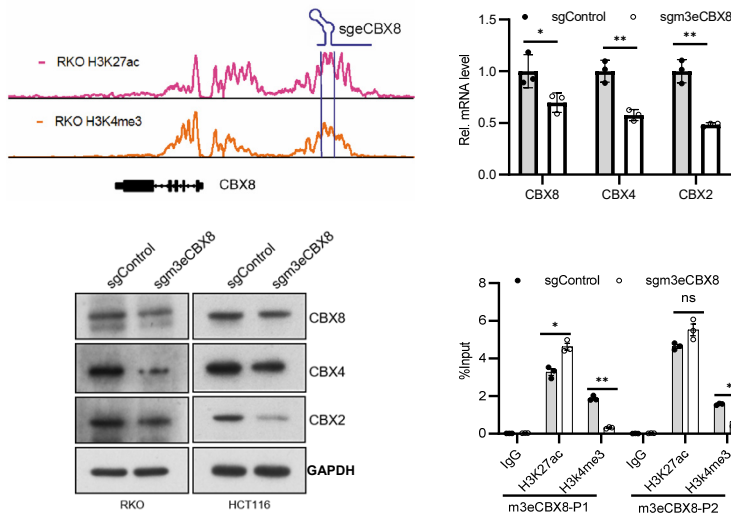 sgeCBX8
RKO H3K27ac
RKO H3K4me3
CBX8
sgControl sgm3eCBX8
Rel. mRNA level
1.5
1.0
0.5
0.0
* ** **
CBX8 CBX4 CBX2
sgControl sgm3eCBX8 sgControl sgm3eCBX8
CBX8
CBX4
CBX2
GAPDH
RKO HCT116
sgControl sgm3eCBX8
%Input
8
6
4
2
0
* ** ns *
IgG H3K27ac H3k4me3 IgG H3K27ac H3k4me3
m3eCBX8-P1 m3eCBX8-P2